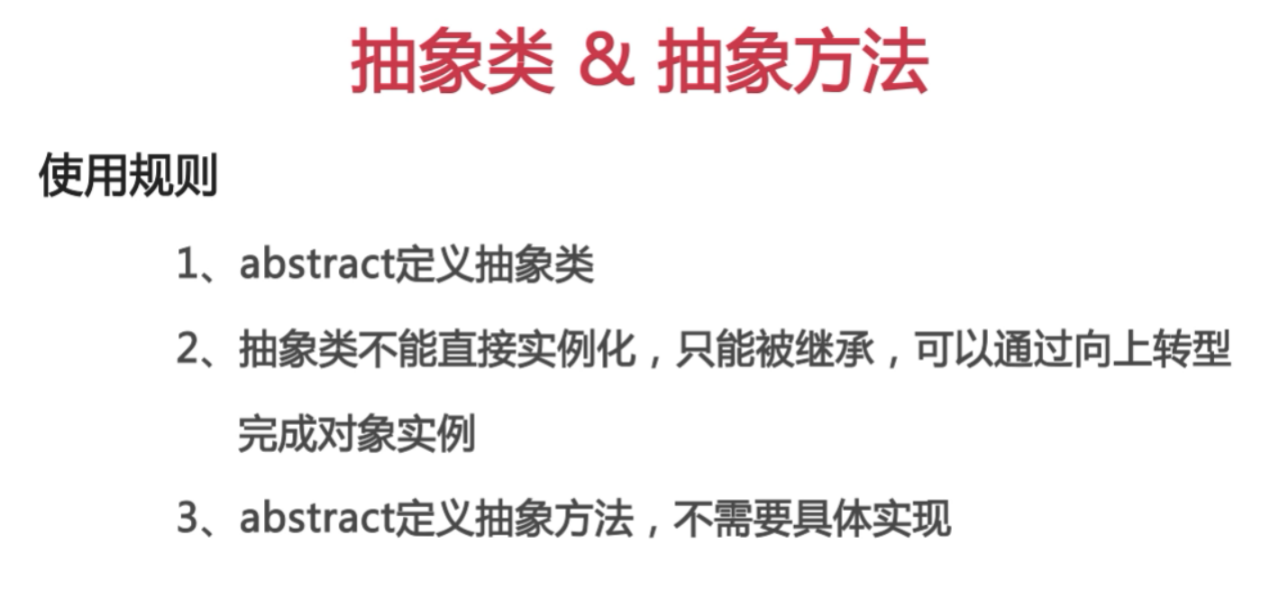 抽象类 & 抽象方法
使用规则
1、abstract定义抽象类
2、抽象类不能直接实例化，只能被继承，可以通过向上转型
完成对象实例
3、abstract定义抽象方法，不需要具体实现